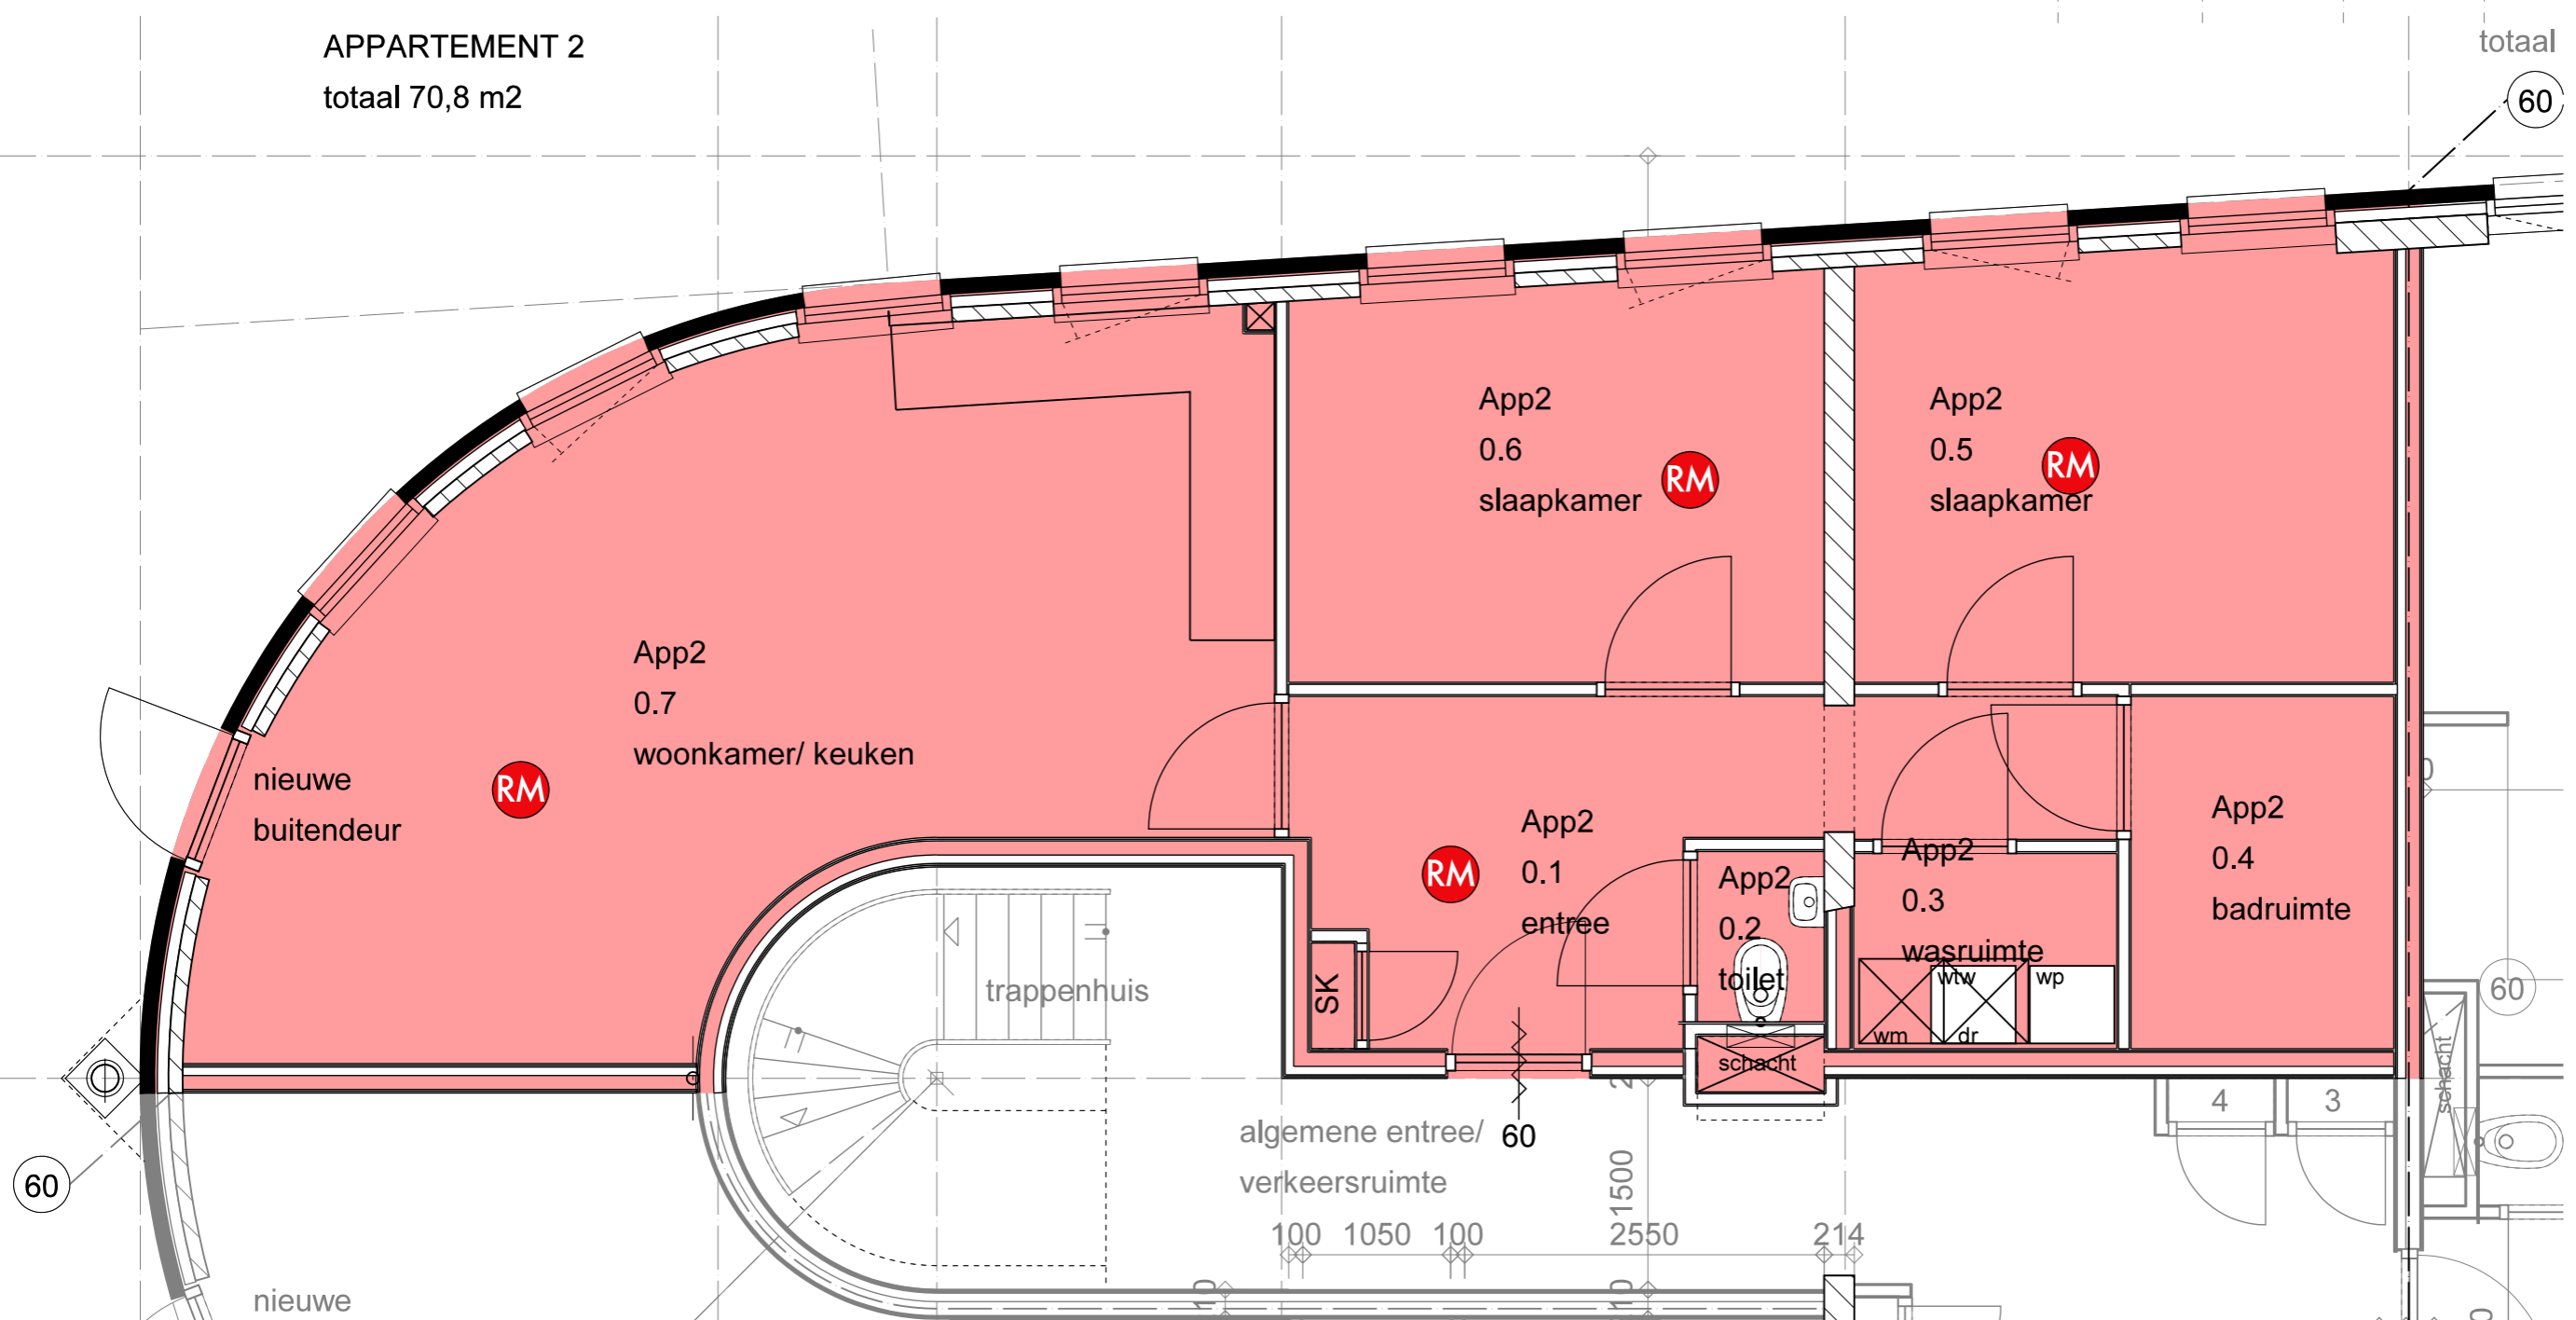 APPARTEMENT 2
totaal 70,8 m2
totaal
60
App2
0.6
slaapkamer
RM
App2
0.5
slaapkamer
RM
App2
0.7
woonkamer/ keuken
nieuwe
buitendeur
RM
App2
0.1
entree
RM
App2
0.2
toilet
App2
0.3
wasruimte
App2
0.4
badruimte
SK
wtw
wp
wm
dr
schacht
trappenhuis
60
schacht
4
3
algemene entree/
verkeersruimte
60
60
1500
100
1050
100
2550
214
10
10
nieuwe